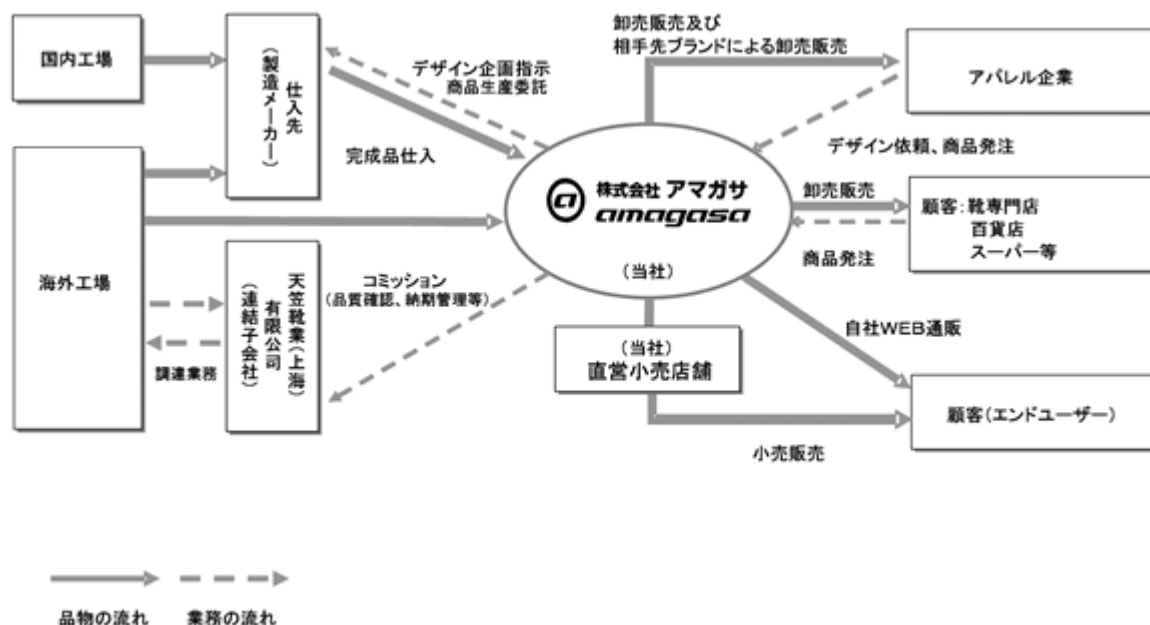 国内工場
仕入先
(製造メーカー)
デザイン企画指示
商品生産委託
完成品仕入
海外工場
天笠靴業(上海)
有限公司
(連結子会社)
調達業務
コミッション
(品質確認、納期管理等)
株式会社 アマガサ
a
amagasa
(当社)
(当社)
直営小売店舗
卸売販売及び
相手先ブランドによる卸売販売
アパレル企業
デザイン依頼、商品発注
卸売販売
商品発注
顧客:靴専門店
百貨店
スーパー等
自社WEB通販
顧客(エンドユーザー)
小売販売
品物の流れ
業務の流れ